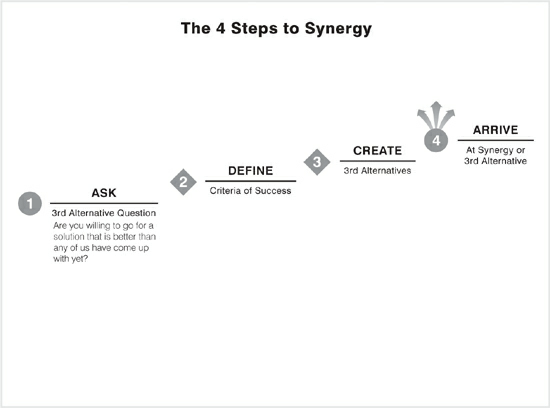 The 4 Steps to Synergy
1
ASK
3rd Alternative Question
Are you willing to go for a
solution that is better than
any of us have come up
with yet?
2
DEFINE
Criteria of Success
3
CREATE
3rd Alternatives
4
ARRIVE
At Synergy or
3rd Alternative